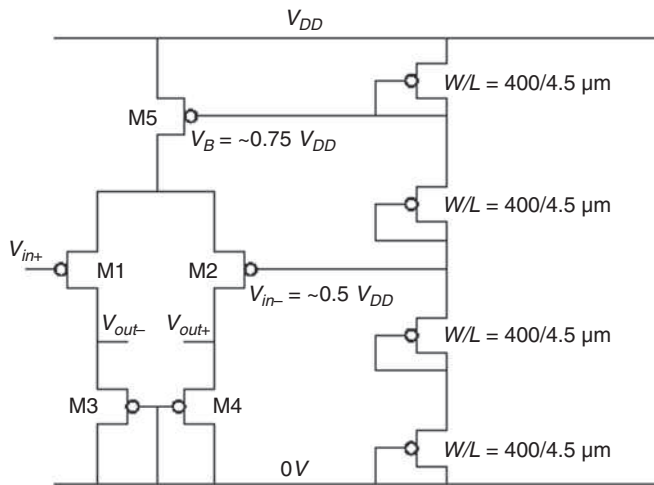 V_DD
W/L = 400/4.5 μm
M5
V_B = ~0.75 V_DD
W/L = 400/4.5 μm
V_in+
M1
M2
V_in– = ~0.5 V_DD
V_out–
V_out+
W/L = 400/4.5 μm
M3
M4
W/L = 400/4.5 μm
0V